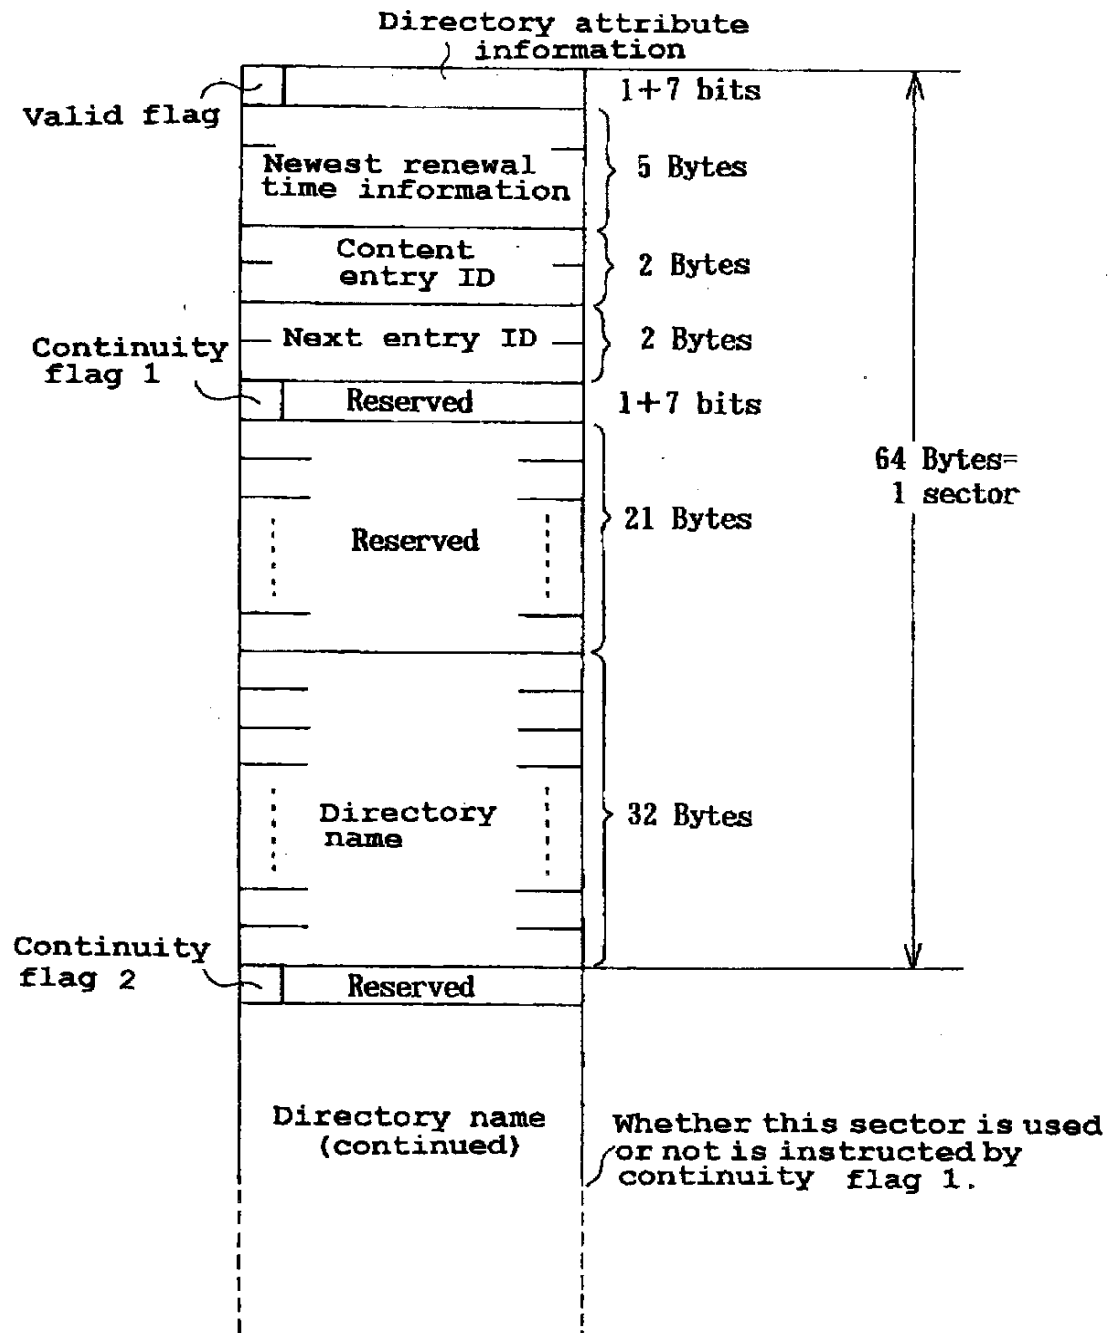 Directory attribute
information
1+7 bits
Valid flag
Newest renewal
time information
5 Bytes
Content
entry ID
2 Bytes
Next entry ID
2 Bytes
Continuity
flag 1
Reserved
1+7 bits
64 Bytes=
1 sector
Reserved
21 Bytes
Directory
name
32 Bytes
Continuity
flag 2
Reserved
Directory name
(continued)
Whether this sector is used
or not is instructed by
continuity flag 1.